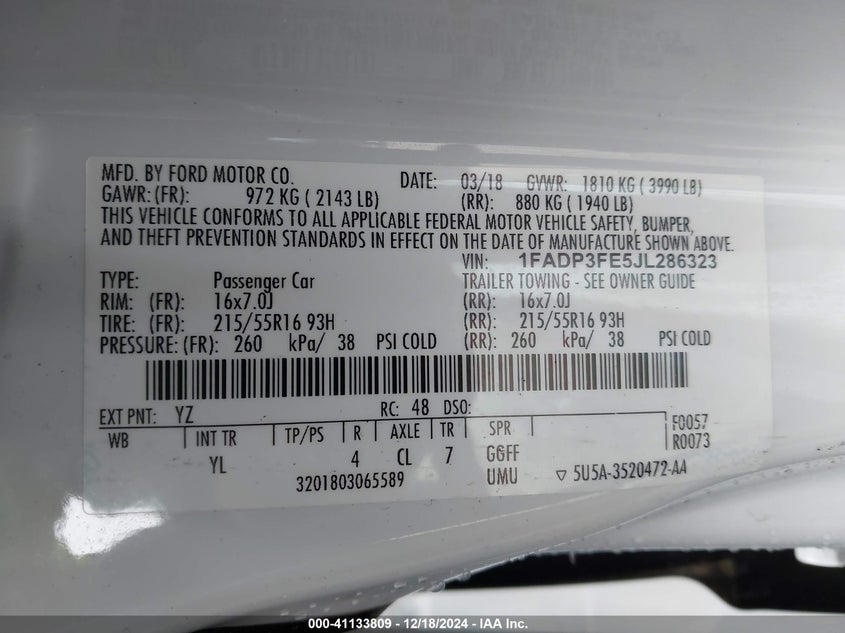 MFD. BY FORD MOTOR CO. DATE: 03/18 GVWR: 1810 KG ( 3990 LB)
GAWR: (FR): 972 KG ( 2143 LB) (RR): 880 KG ( 1940 LB)
THIS VEHICLE CONFORMS TO ALL APPLICABLE FEDERAL MOTOR VEHICLE SAFETY, BUMPER,
AND THEFT PREVENTION STANDARDS IN EFFECT ON THE DATE OF MANUFACTURE SHOWN ABOVE.
VIN: 1FADP3FE5JL286323
TYPE: Passenger Car TRAILER TOWING - SEE OWNER GUIDE
RIM: (FR): 16x7.0J (RR): 16x7.0J
TIRE: (FR): 215/55R16 93H (RR): 215/55R16 93H
PRESSURE: (FR): 260 kPa/ 38 PSI COLD (RR): 260 kPa/ 38 PSI COLD
EXT PNT: YZ RC: 48 DSO: F0057
WB INT TR TP/PS R AXLE TR SPR R0073
YL 4 CL 7 GGFF
3201803065589 UMU ▽ 5U5A-3520472-AA
000-41133809 - 12/18/2024 - IAA Inc.